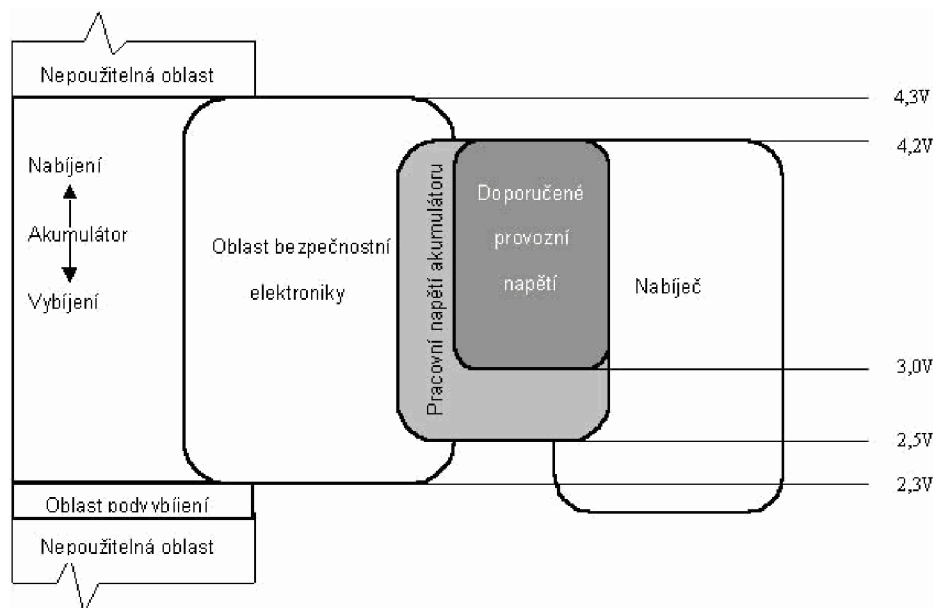 Nepoužitelná oblast
4,3V
4,2V
Nabíjení
Akumulátor
Vybíjení
Oblast bezpečnostní
elektroniky
Pracovní napětí akumulátoru
Doporučené
provozní
napětí
Nabíječ
3,0V
2,5V
2,3V
Oblast podvybíjení
Nepoužitelná oblast